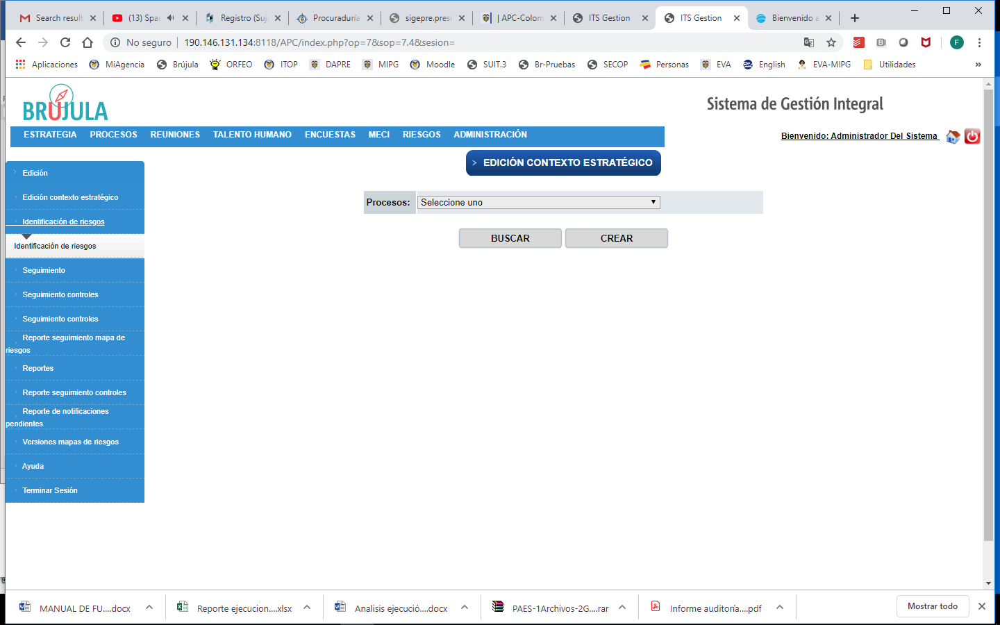 Search result
(13) Spar
Registro (Suj
Procuraduría
sigepre.presi
| APC-Colom
ITS Gestion
ITS Gestion
Bienvenido a
No seguro
190.146.131.134:8118/APC/index.php?op=7&sop=7.4&sesion=
F
Aplicaciones
MiAgencia
Brújula
ORFEO
ITOP
DAPRE
MIPG
Moodle
SUIT.3
Br-Pruebas
SECOP
Personas
EVA
English
EVA-MIPG
Utilidades
»
BRÚJULA
Sistema de Gestión Integral
ESTRATEGIA PROCESOS REUNIONES TALENTO HUMANO ENCUESTAS MECI RIESGOS ADMINISTRACIÓN
Bienvenido: Administrador Del Sistema
> EDICIÓN CONTEXTO ESTRATÉGICO
Edición
Edición contexto estratégico
Identificación de riesgos
Identificación de riesgos
Seguimiento
Seguimiento controles
Seguimiento controles
Reporte seguimiento mapa de
riesgos
Reportes
Reporte seguimiento controles
Reporte de notificaciones
pendientes
Versiones mapas de riesgos
Ayuda
Terminar Sesión
Procesos: Seleccione uno
BUSCAR CREAR
MANUAL DE FU....docx
Reporte ejecucion....xlsx
Analisis ejecució....docx
PAES-1Archivos-2G....rar
Informe auditoría....pdf
Mostrar todo